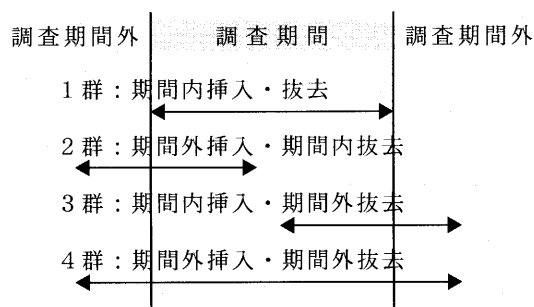 調査期間外 調査期間 調査期間外
1群：期間内挿入・抜去
2群：期間外挿入・期間内抜去
3群：期間内挿入・期間外抜去
4群：期間外挿入・期間外抜去